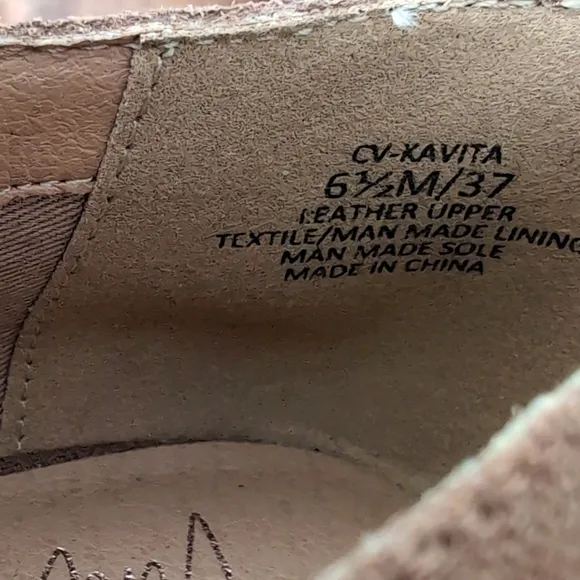 CV-KAVITA
6½M/37
LEATHER UPPER
TEXTILE/MAN MADE LINING
MAN MADE SOLE
MADE IN CHINA